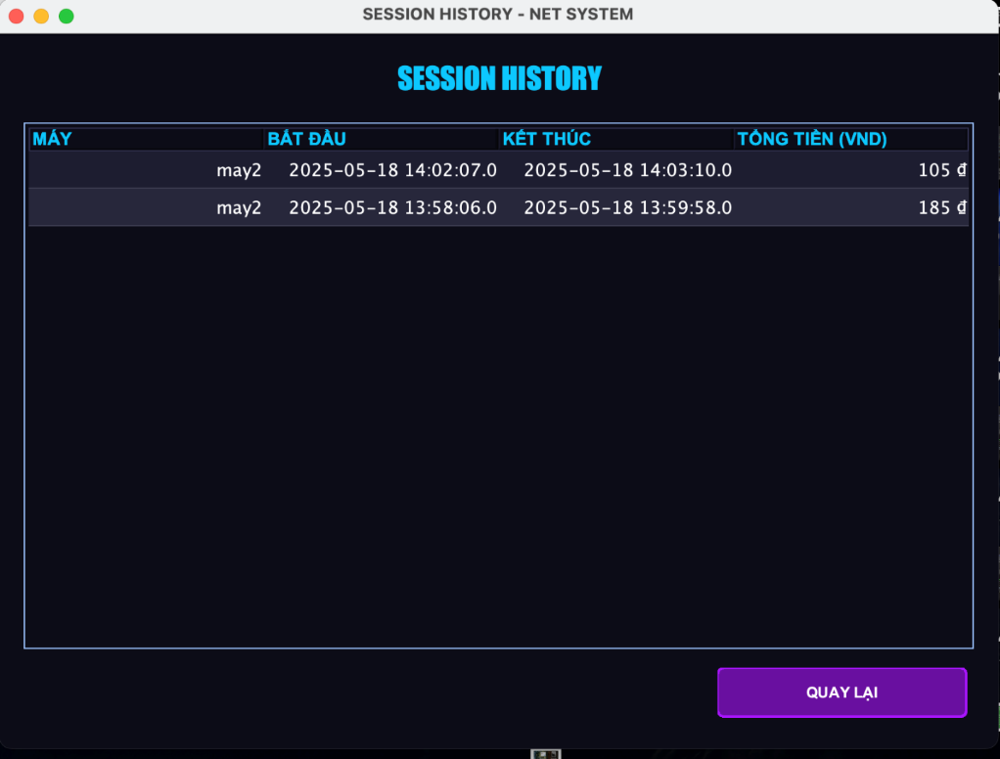 SESSION HISTORY - NET SYSTEM
SESSION HISTORY
MÁY BẮT ĐẦU KẾT THÚC TỔNG TIỀN (VND)
may2 2025-05-18 14:02:07.0 2025-05-18 14:03:10.0 105 ₫
may2 2025-05-18 13:58:06.0 2025-05-18 13:59:58.0 185 ₫
QUAY LẠI